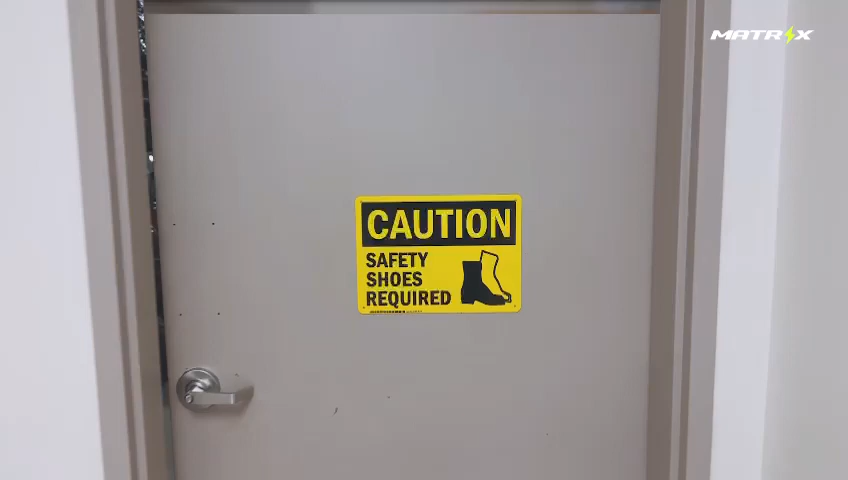 MATRIX
CAUTION
SAFETY
SHOES
REQUIRED